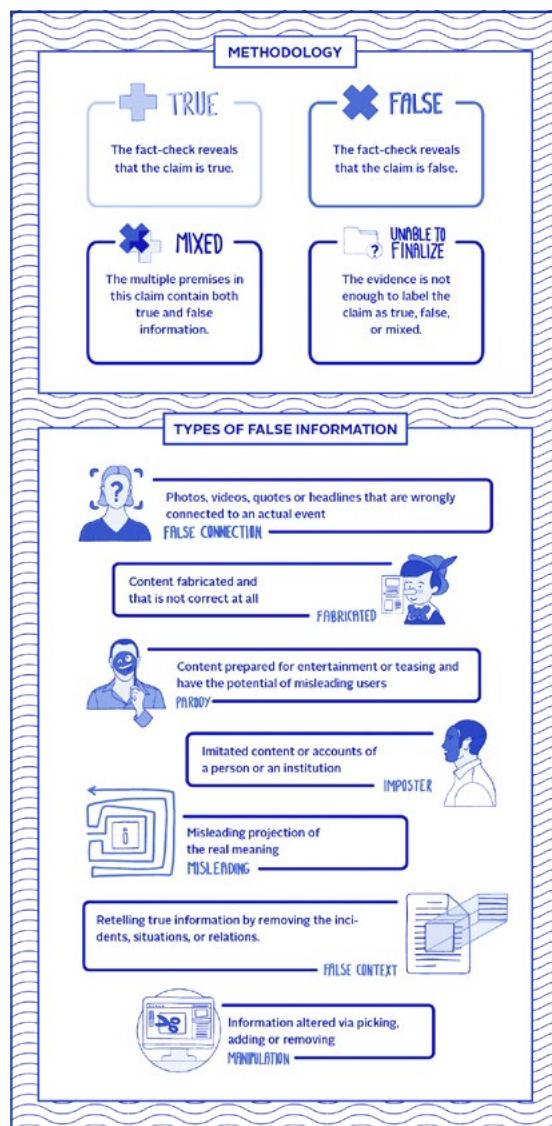 METHODOLOGY
TRUE
The fact-check reveals
that the claim is true.
FALSE
The fact-check reveals
that the claim is false.
MIXED
The multiple premises in
this claim contain both
true and false
information.
UNABLE TO
FINALIZE
The evidence is not
enough to label the
claim as true, false,
or mixed.
TYPES OF FALSE INFORMATION
?
Photos, videos, quotes or headlines that are wrongly
connected to an actual event
FALSE CONNECTION
Content fabricated and
that is not correct at all
FABRICATED
Content prepared for entertainment or teasing and
have the potential of misleading users
PARODY
Imitated content or accounts of
a person or an institution
IMPOSTER
i
Misleading projection of
the real meaning
MISLEADING
Retelling true information by removing the inci-
dents, situations, or relations.
FALSE CONTEXT
Information altered via picking,
adding or removing
MANIPULATION